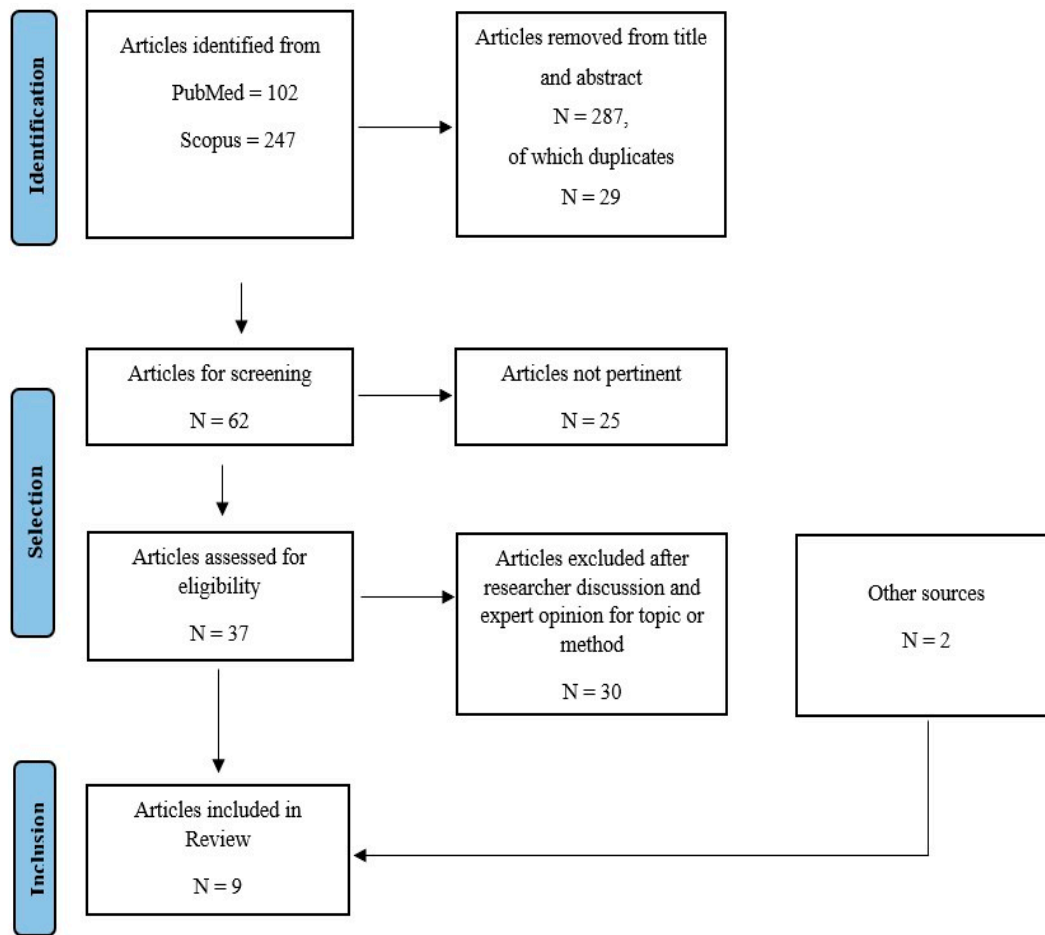 Identification
Articles identified from
PubMed = 102
Scopus = 247
Articles removed from title
and abstract
N = 287,
of which duplicates
N = 29
Selection
Articles for screening
N = 62
Articles not pertinent
N = 25
Articles assessed for
eligibility
N = 37
Articles excluded after
researcher discussion and
expert opinion for topic or
method
N = 30
Other sources
N = 2
Inclusion
Articles included in
Review
N = 9